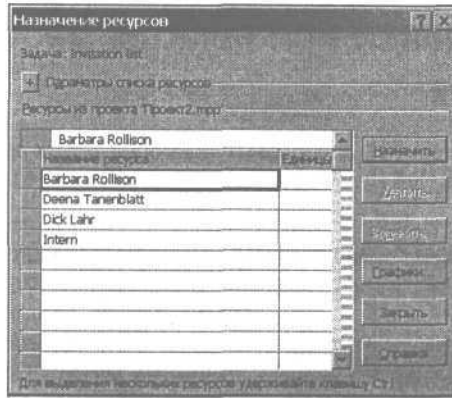 Назначение ресурсов
Задача: Invitation list
+ Параметры списка ресурсов
Ресурсы из проекта 'Проект2.mpp'
Barbara Rollison
Название ресурса Единицы
Barbara Rollison
Deena Tanenblatt
Dick Lahr
Intern
Назначить
Удалить
Заменить...
Графики...
Закрыть
Справка
Для выделения нескольких ресурсов удерживайте клавишу Ctrl